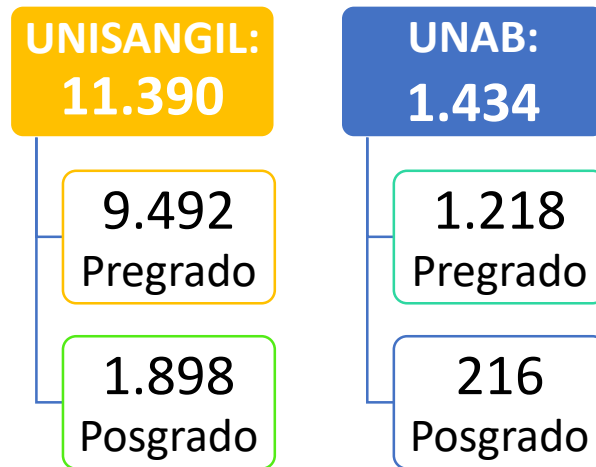 UNISANGIL:
11.390
9.492
Pregrado
1.898
Posgrado
UNAB:
1.434
1.218
Pregrado
216
Posgrado